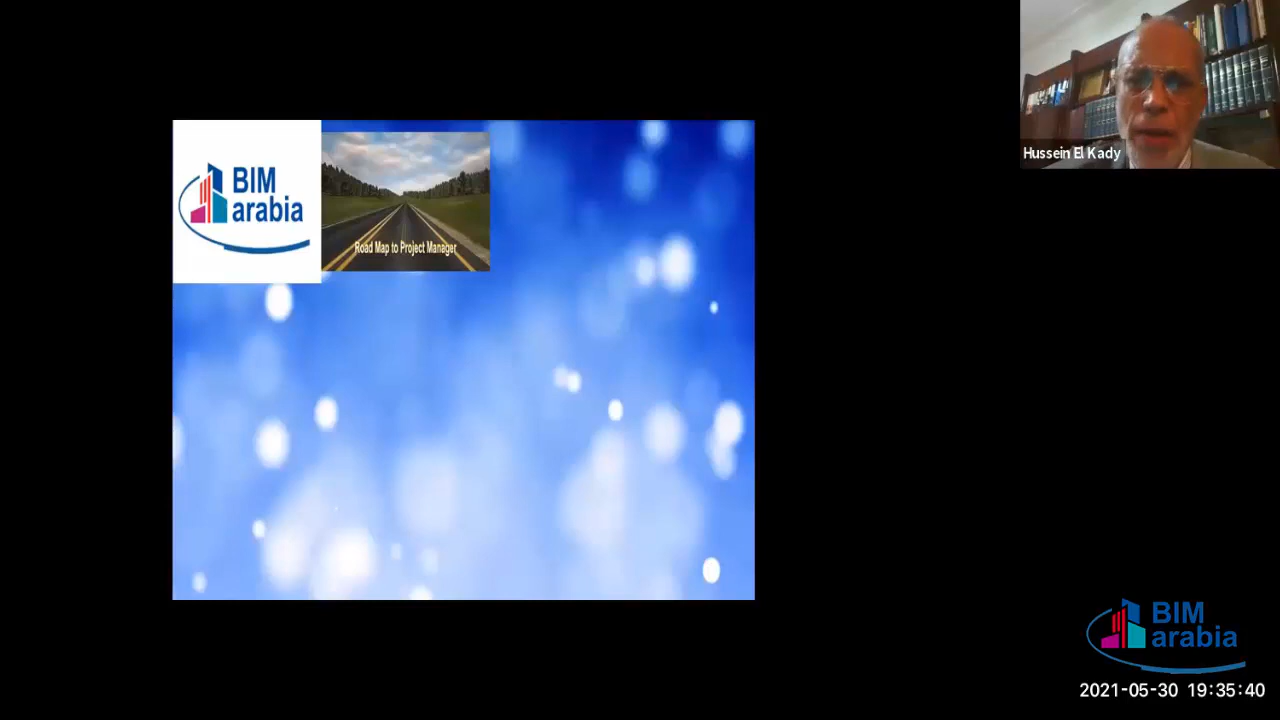 BIM
arabia
Road Map to Project Manager
Hussein El Kady
BIM
arabia
2021-05-30 19:35:40